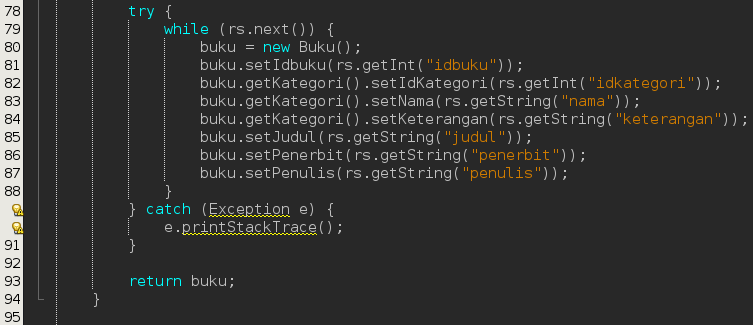 78            try {
79                while (rs.next()) {
80                    buku = new Buku();
81                    buku.setIdbuku(rs.getInt("idbuku"));
82                    buku.getKategori().setIdKategori(rs.getInt("idkategori"));
83                    buku.getKategori().setNama(rs.getString("nama"));
84                    buku.getKategori().setKeterangan(rs.getString("keterangan"));
85                    buku.setJudul(rs.getString("judul"));
86                    buku.setPenerbit(rs.getString("penerbit"));
87                    buku.setPenulis(rs.getString("penulis"));
88                }
            } catch (Exception e) {
                e.printStackTrace();
91            }
92
93            return buku;
94        }
95